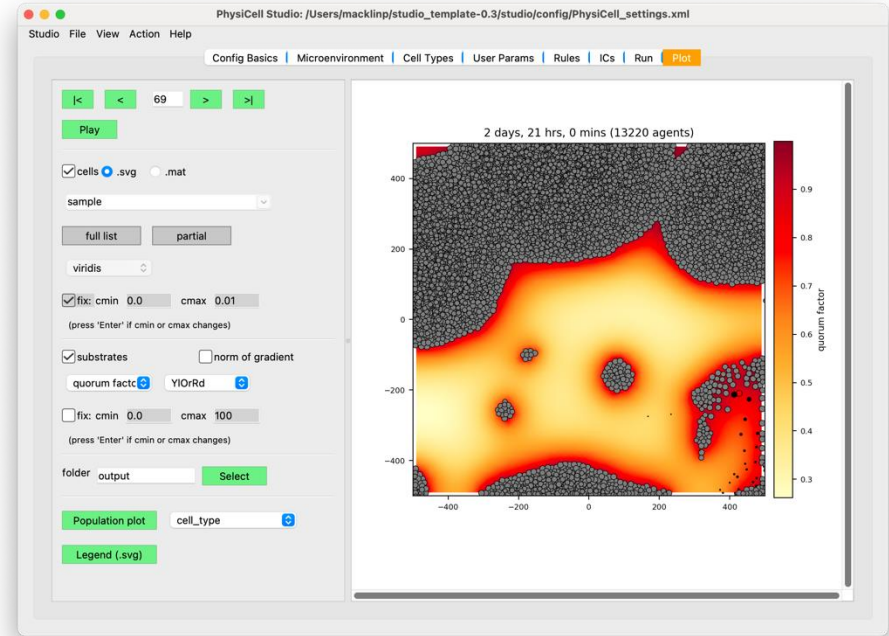 PhysiCell Studio: /Users/macklinp/studio_template-0.3/studio/config/PhysiCell_settings.xml
Studio File View Action Help
Config Basics Microenvironment Cell Types User Params Rules ICs Run Plot
|< < 69 > >|
Play
cells .svg .mat
sample
full list partial
viridis
fix: cmin 0.0 cmax 0.01
(press 'Enter' if cmin or cmax changes)
substrates norm of gradient
quorum factc YlOrRd
fix: cmin 0.0 cmax 100
(press 'Enter' if cmin or cmax changes)
folder output Select
Population plot cell_type
Legend (.svg)
2 days, 21 hrs, 0 mins (13220 agents)
400
200
0
−200
−400
−400 −200 0 200 400
0.9
0.8
0.7
0.6
0.5
0.4
0.3
quorum factor